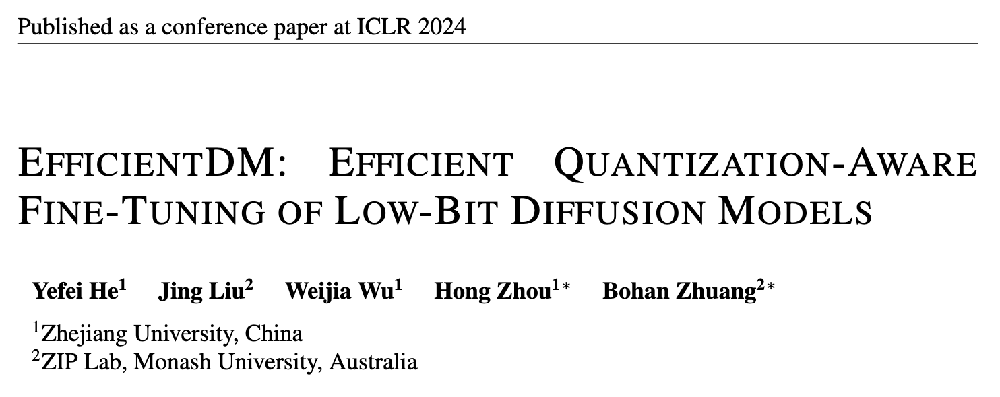 Published as a conference paper at ICLR 2024
EFFICIENTDM: EFFICIENT QUANTIZATION-AWARE
FINE-TUNING OF LOW-BIT DIFFUSION MODELS
Yefei He¹ Jing Liu² Weijia Wu¹ Hong Zhou¹* Bohan Zhuang²*
¹Zhejiang University, China
²ZIP Lab, Monash University, Australia